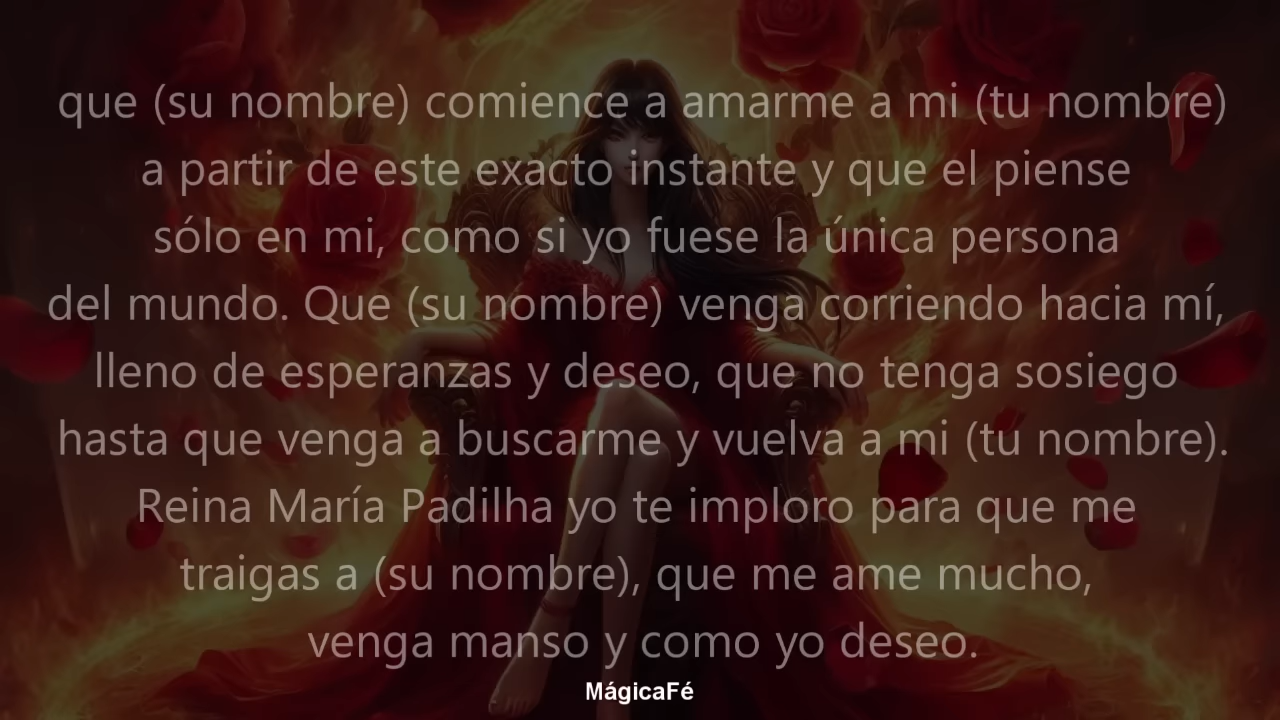 que (su nombre) comience a amarme a mi (tu nombre)
a partir de este exacto instante y que el piense
sólo en mi, como si yo fuese la única persona
del mundo. Que (su nombre) venga corriendo hacia mí,
lleno de esperanzas y deseo, que no tenga sosiego
hasta que venga a buscarme y vuelva a mi (tu nombre).
Reina María Padilha yo te imploro para que me
traigas a (su nombre), que me ame mucho,
venga manso y como yo deseo.
MágicaFé